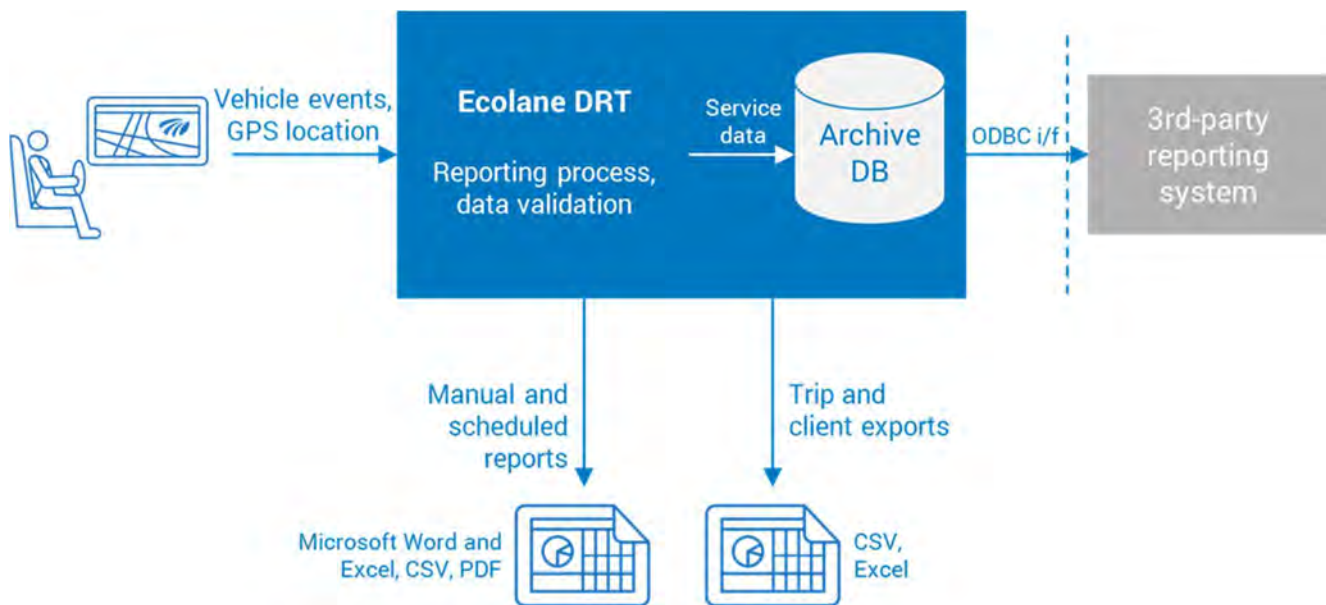 Vehicle events,
GPS location
Ecolane DRT
Reporting process,
data validation
Service
data
Archive
DB
ODBC i/f
3rd-party
reporting
system
Manual and
scheduled
reports
Trip and
client exports
Microsoft Word and
Excel, CSV, PDF
CSV,
Excel